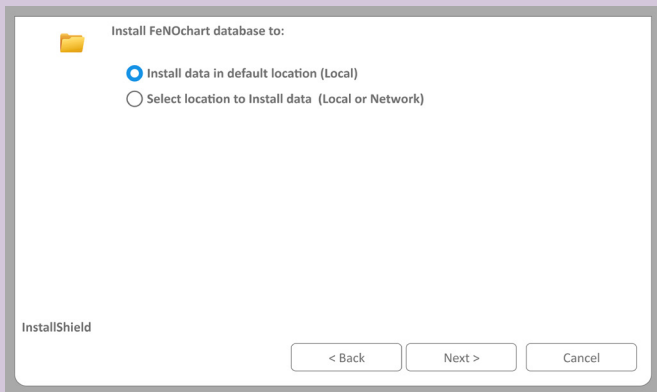 Install FeNOchart database to:
Install data in default location (Local)
Select location to Install data  (Local or Network)
InstallShield
< Back
Next >
Cancel